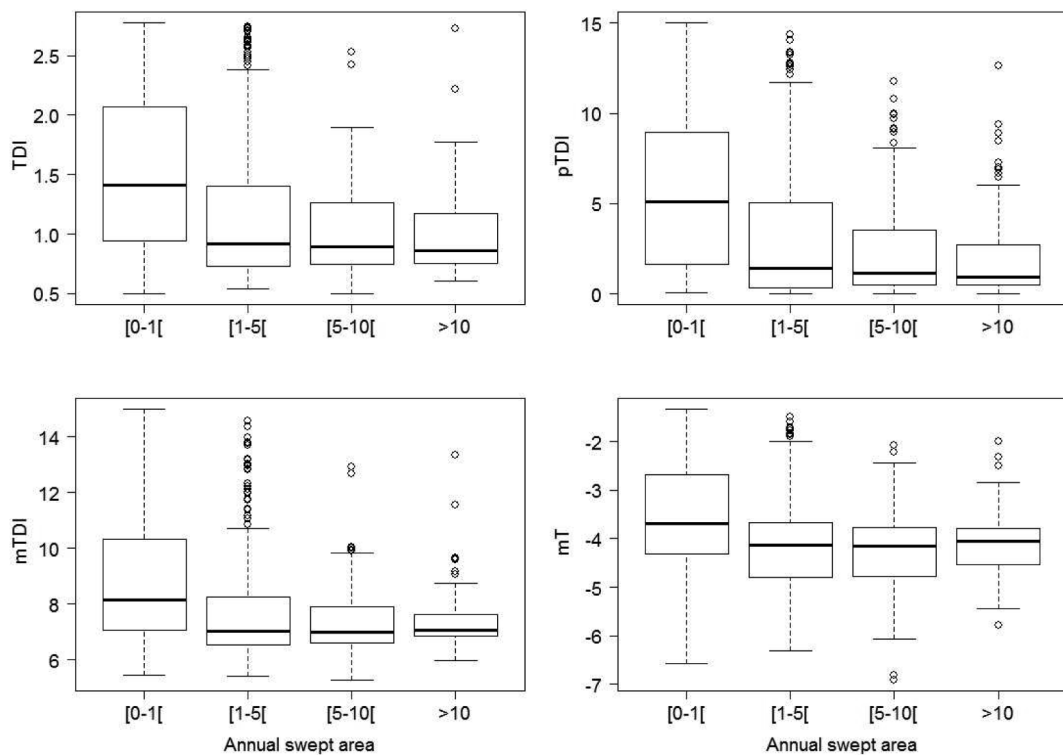 TDI
2.5
2.0
1.5
1.0
0.5
[0-1[ [1-5[ [5-10[ >10
pTDI
15
10
5
0
[0-1[ [1-5[ [5-10[ >10
mTDI
14
12
10
8
6
[0-1[ [1-5[ [5-10[ >10
Annual swept area
mT
-2
-3
-4
-5
-6
-7
[0-1[ [1-5[ [5-10[ >10
Annual swept area